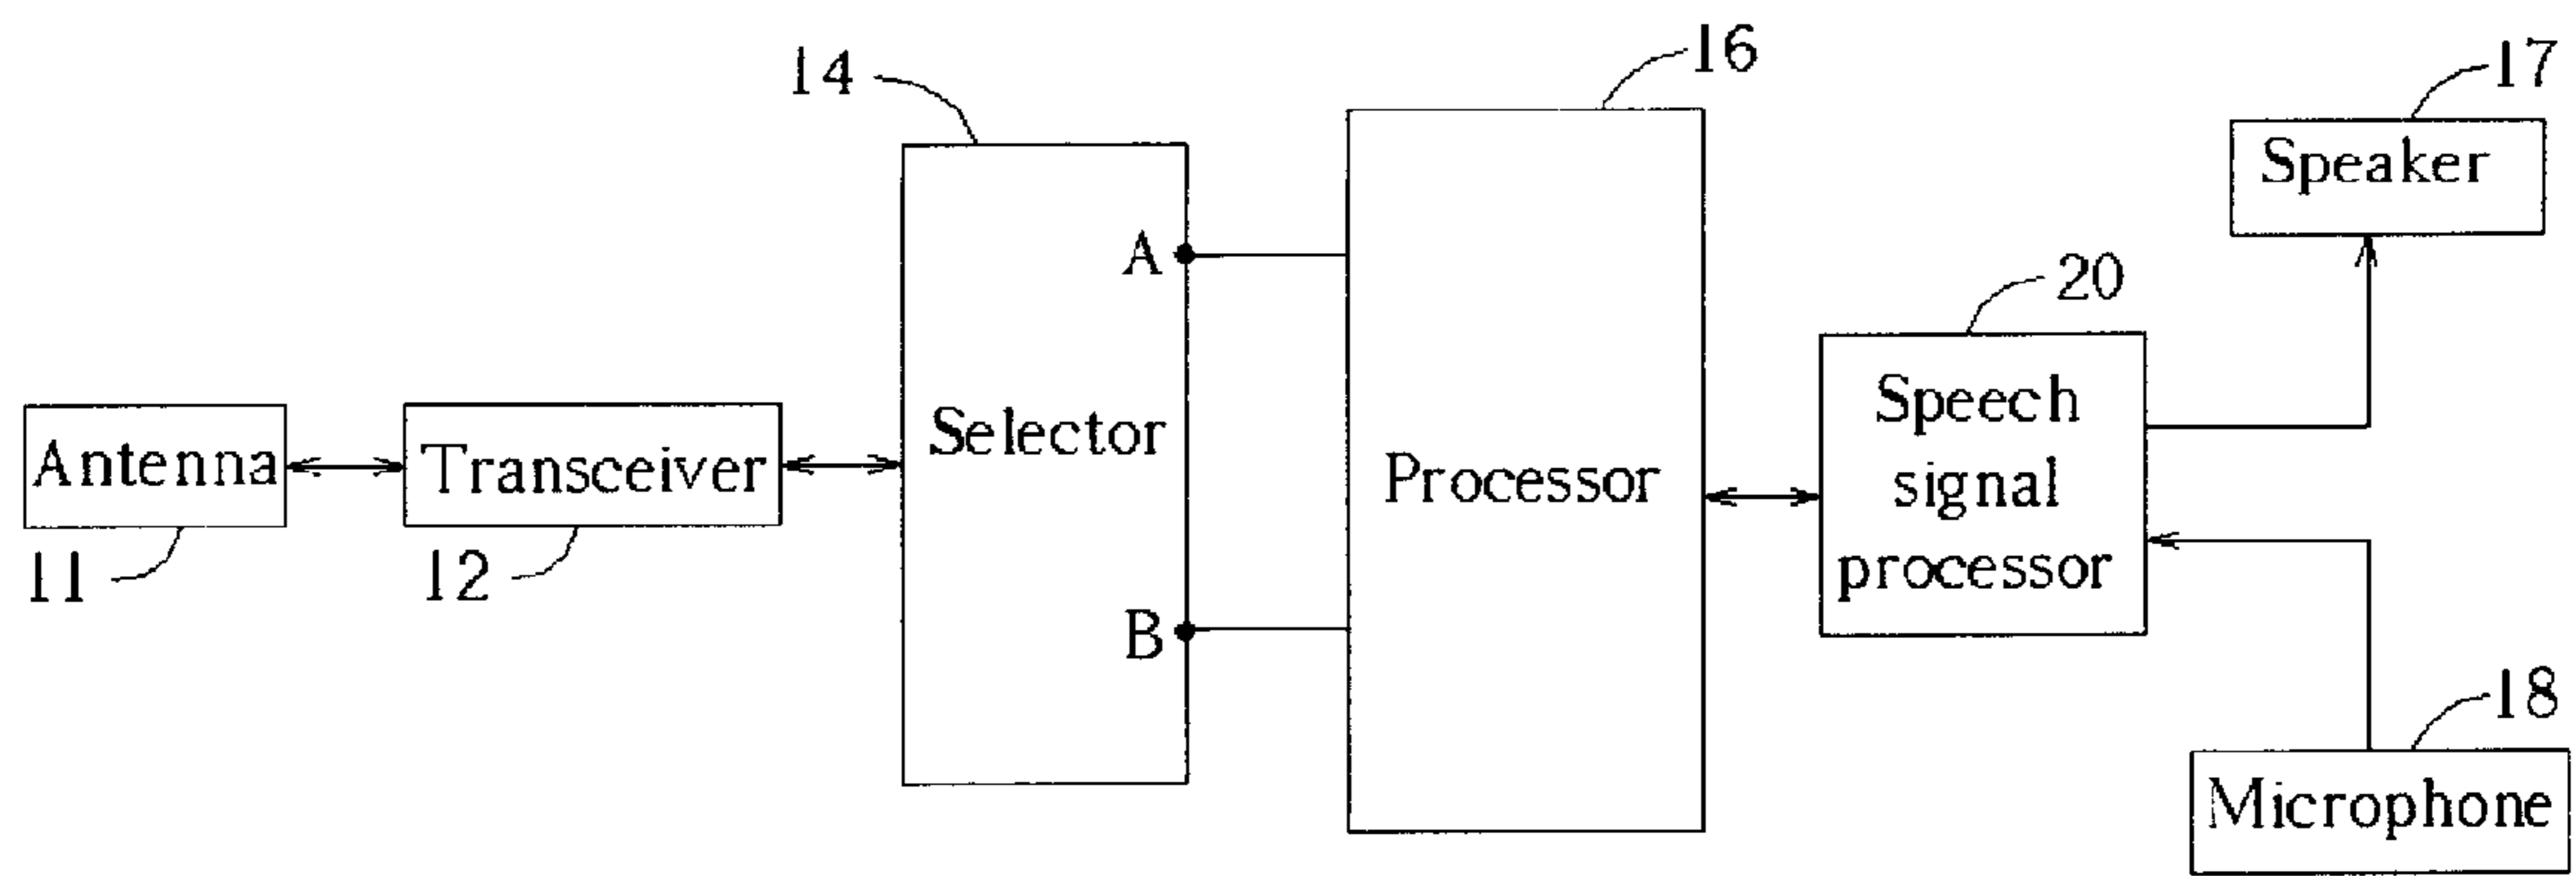 14
16
17
Speaker
A
20
Speech
signal
processor
Selector
Antenna
Transceiver
Processor
11
12
B
18
Microphone